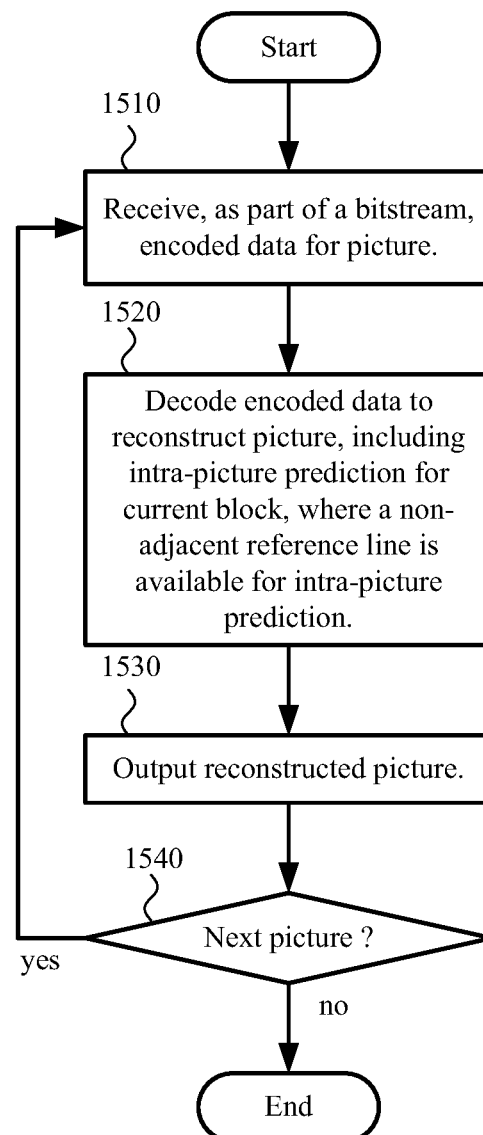 Start
1510
Receive, as part of a bitstream,
encoded data for picture.
1520
Decode encoded data to
reconstruct picture, including
intra-picture prediction for
current block, where a non-
adjacent reference line is
available for intra-picture
prediction.
1530
Output reconstructed picture.
1540
Next picture ?
yes
no
End